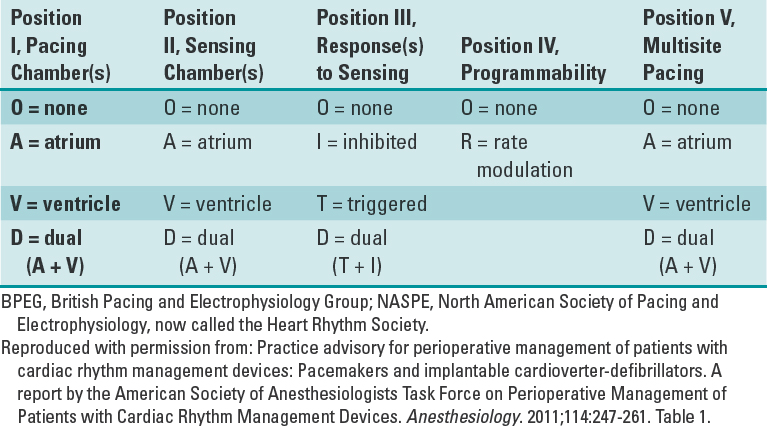 Position I, Pacing Chamber(s) Position II, Sensing Chamber(s) Position III, Response(s) to Sensing Position IV, Programmability Position V, Multisite Pacing
O = none O = none O = none O = none O = none
A = atrium A = atrium I = inhibited R = rate modulation A = atrium
V = ventricle V = ventricle T = triggered V = ventricle
D = dual (A + V) D = dual (A + V) D = dual (T + I) D = dual (A + V)
BPEG, British Pacing and Electrophysiology Group; NASPE, North American Society of Pacing and
Electrophysiology, now called the Heart Rhythm Society.
Reproduced with permission from: Practice advisory for perioperative management of patients with
cardiac rhythm management devices: Pacemakers and implantable cardioverter-defibrillators. A
report by the American Society of Anesthesiologists Task Force on Perioperative Management of
Patients with Cardiac Rhythm Management Devices. Anesthesiology. 2011;114:247-261. Table 1.